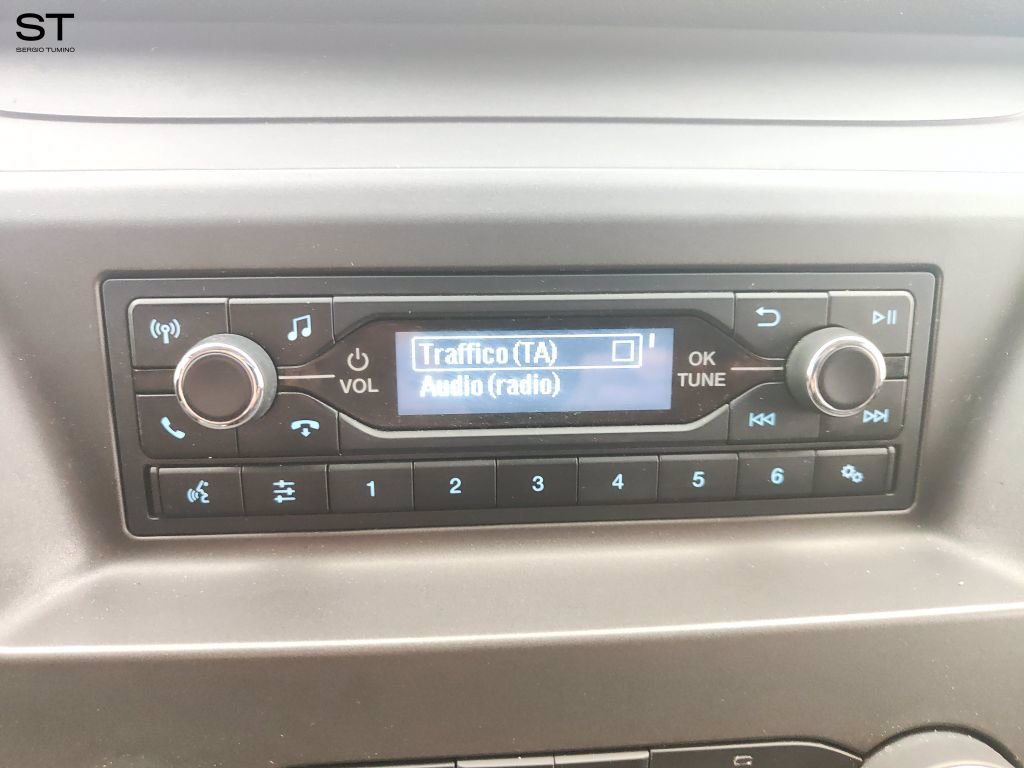 ST
SERGIO TUMINO
Traffico (TA)
Audio (radio)
VOL
OK
TUNE
1 2 3 4 5 6